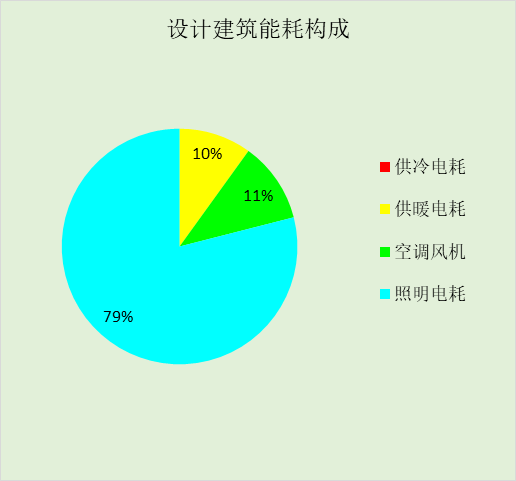 设计建筑能耗构成
10%
11%
79%
供冷电耗
供暖电耗
空调风机
照明电耗